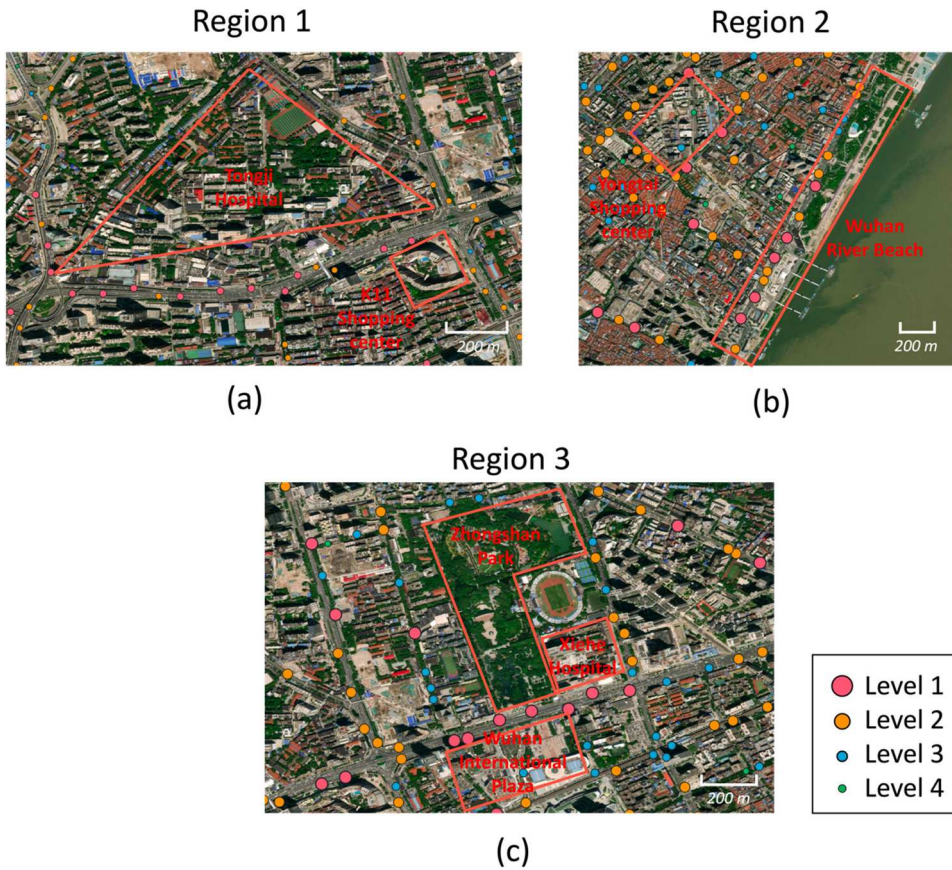 Region 1
Region 2
Tongji
Hospital
K11
Shopping
center
200 m
Yongtai
Shopping
center
Wuhan
River Beach
200 m
(a)
(b)
Region 3
Zhongshan
Park
Xiehe
Hospital
Wuhan
International
Plaza
200 m
Level 1
Level 2
Level 3
Level 4
(c)